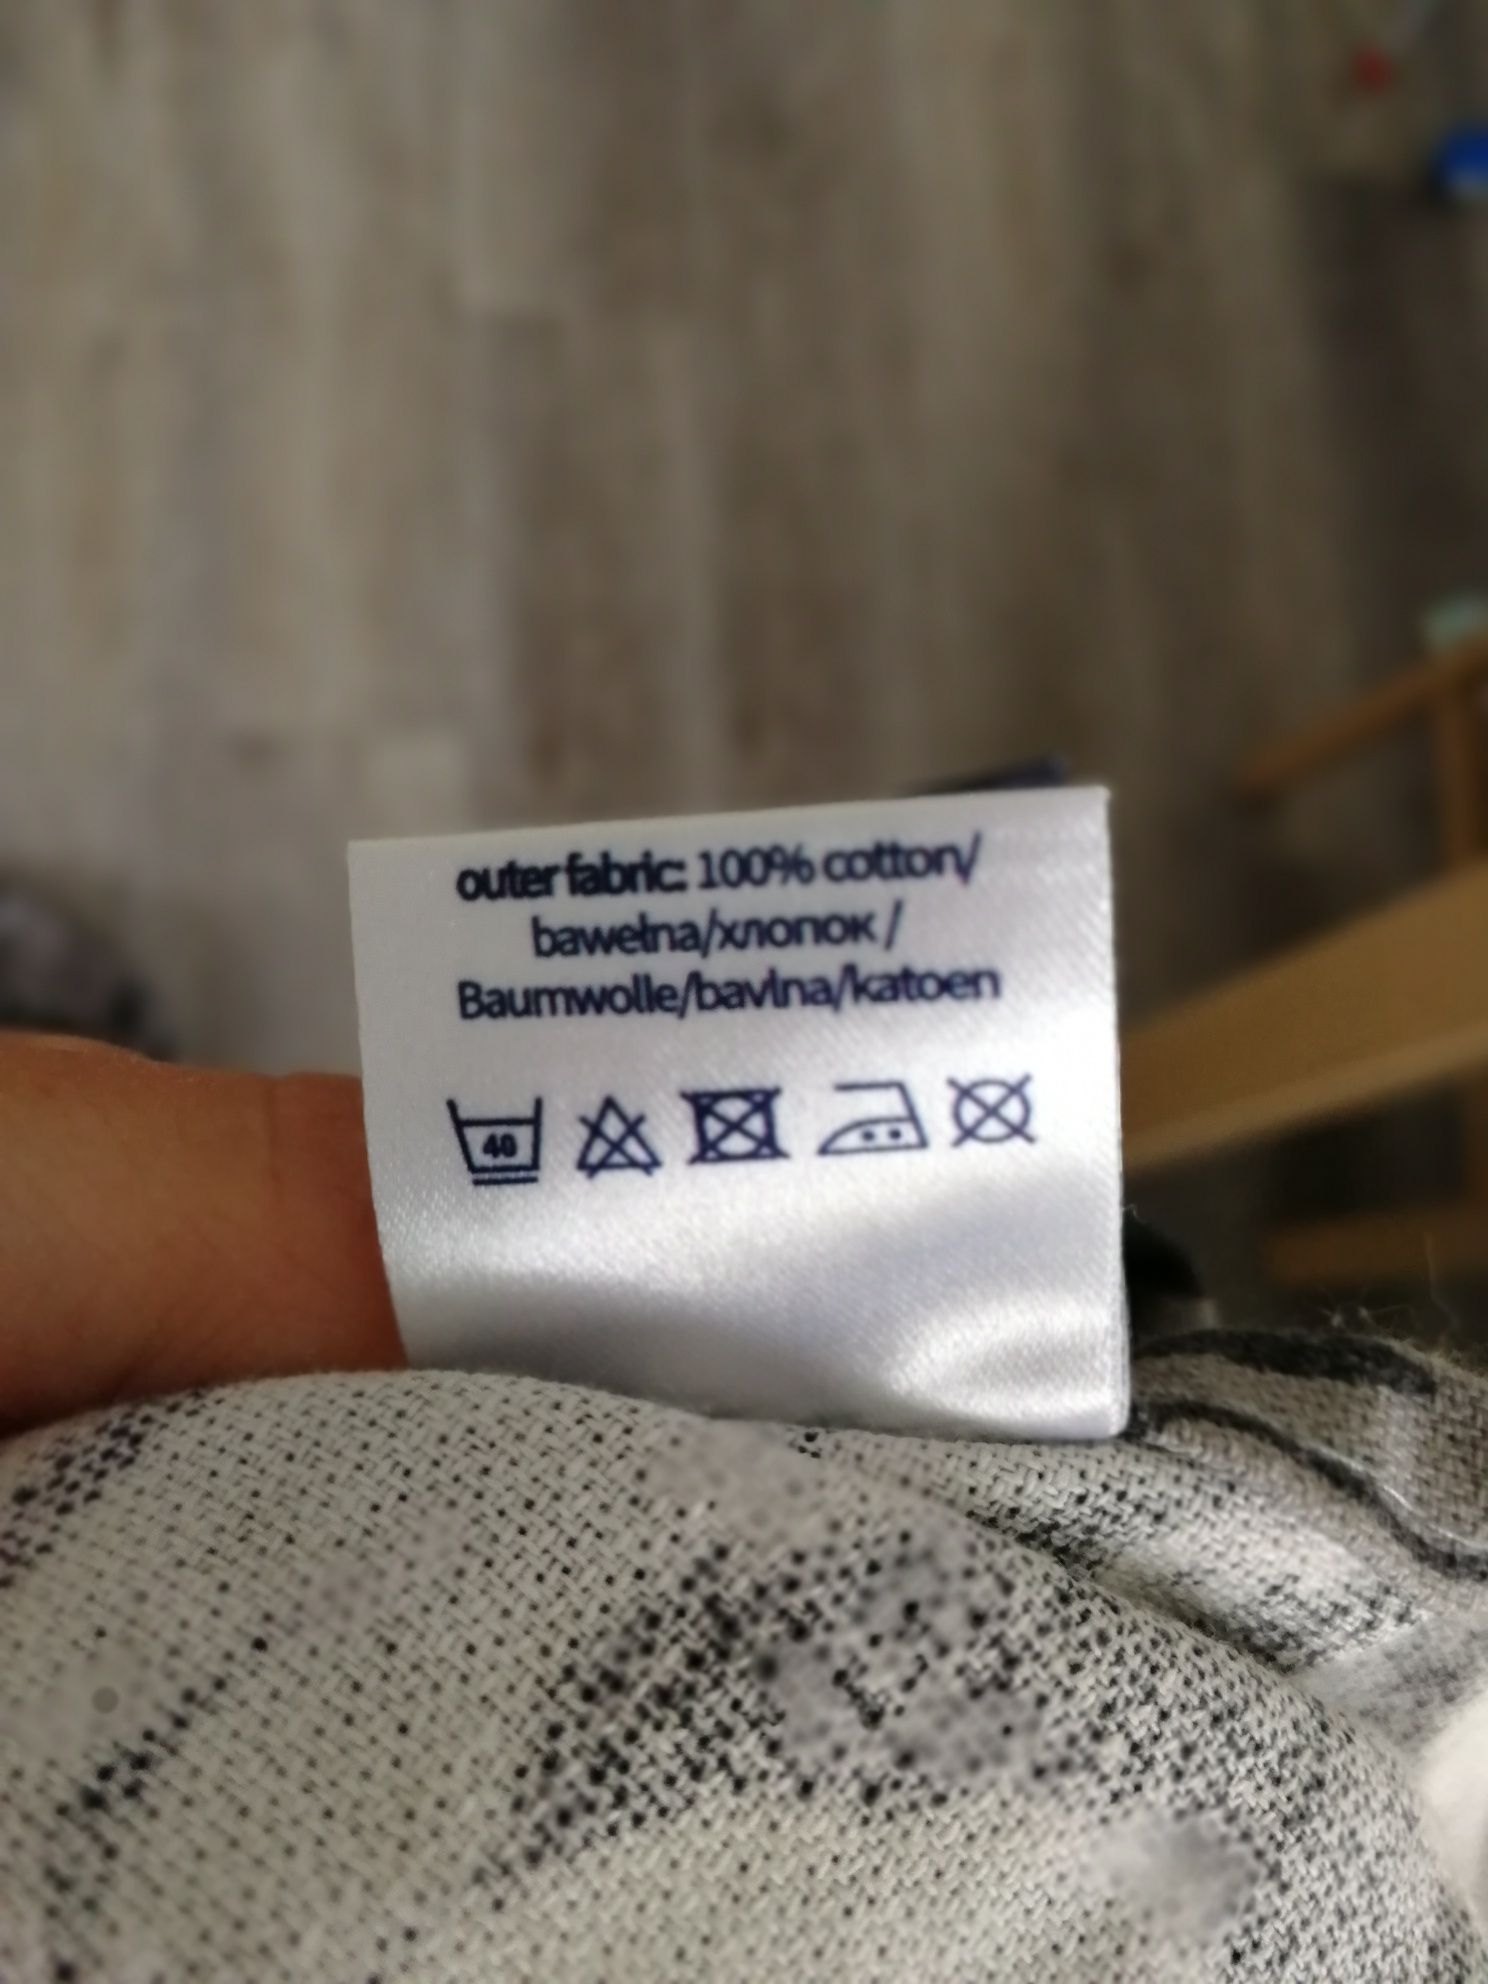 outer fabric: 100% cotton/
bawełna/хлопок /
Baumwolle/bavlna/katoen
40